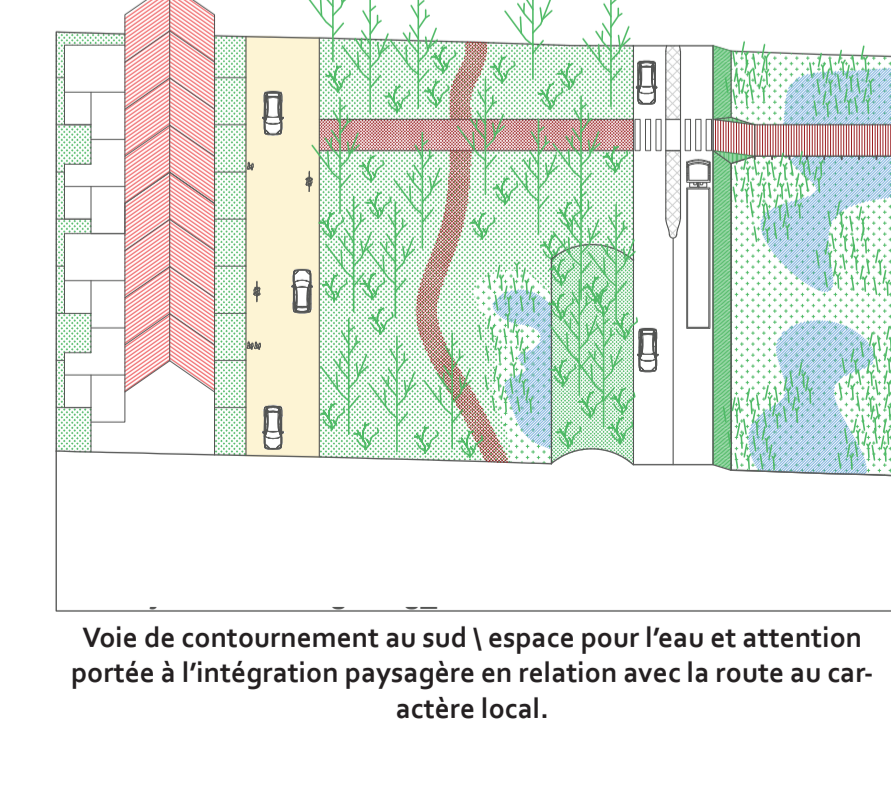 Voie de contournement au sud \ espace pour l’eau et attention
portée à l’intégration paysagère en relation avec la route au car-
actère local.